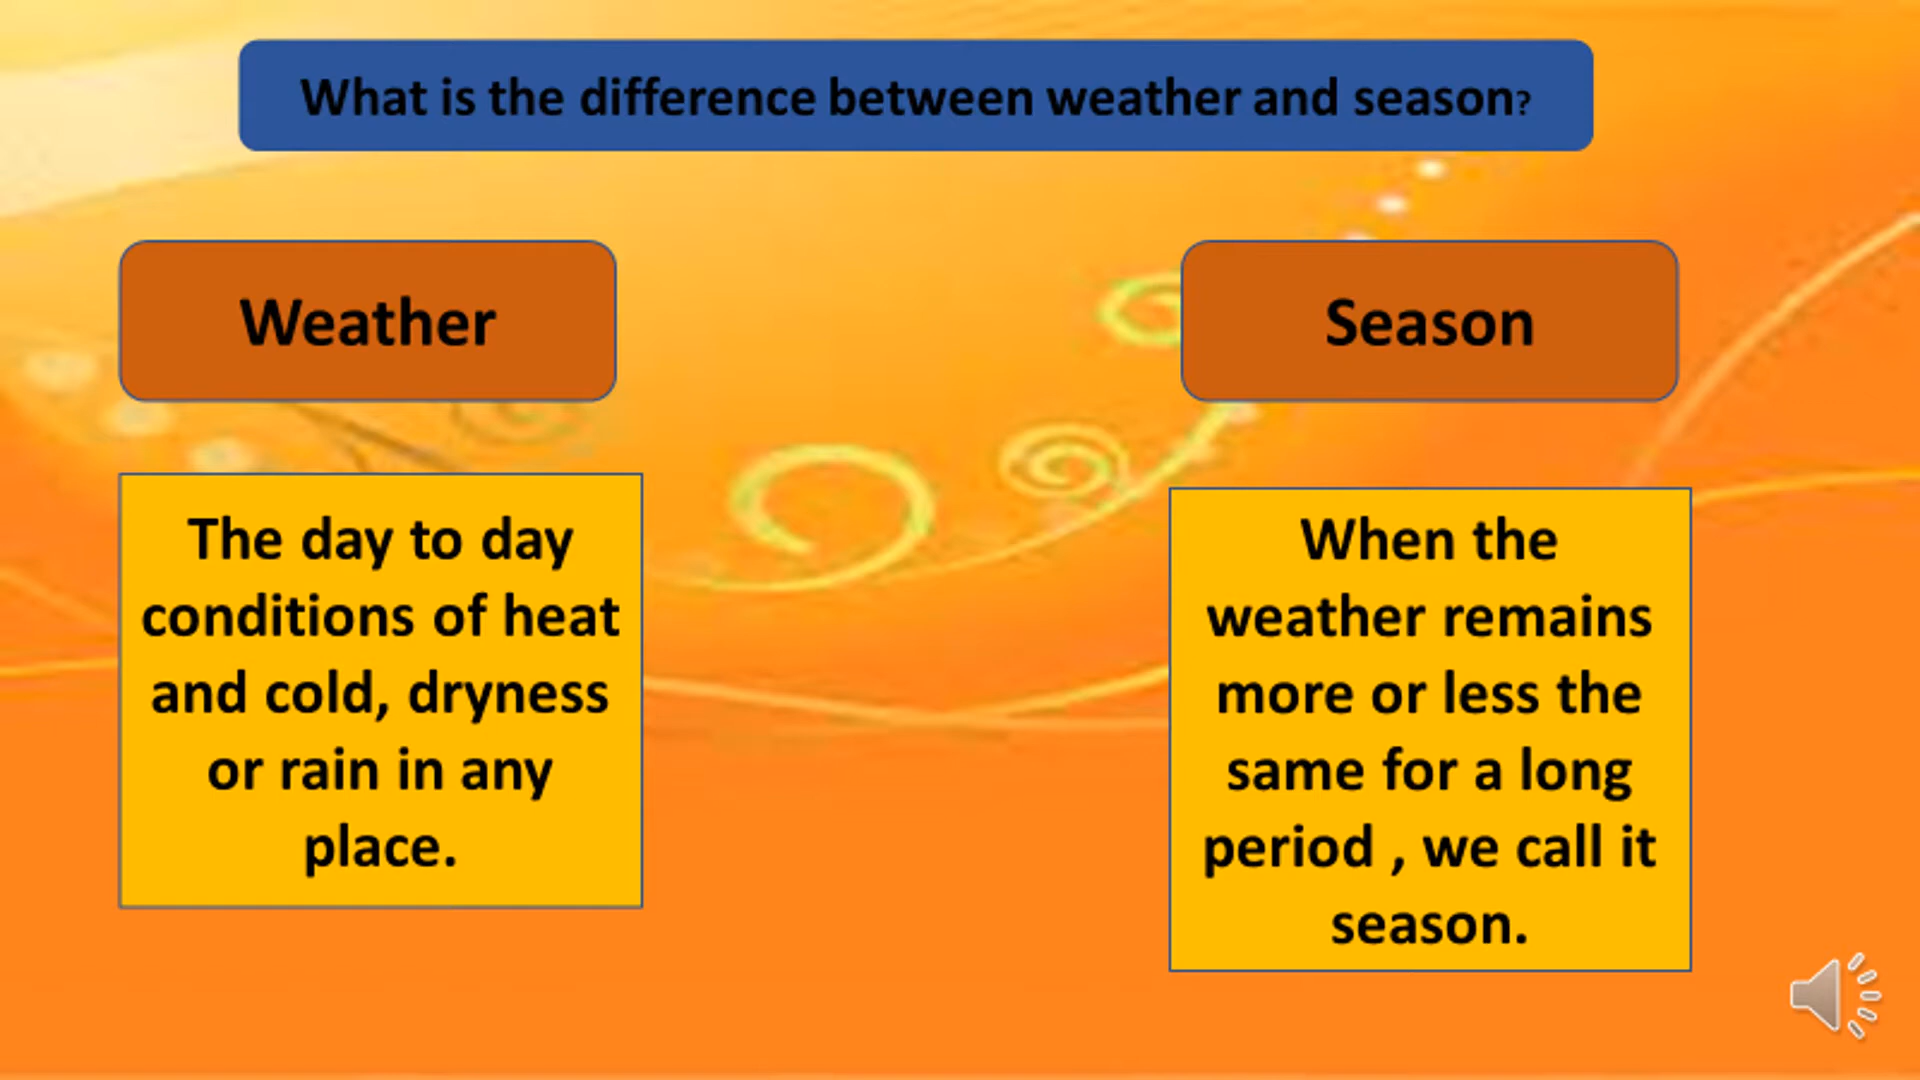 What is the difference between weather and season?
Weather
The day to day
conditions of heat
and cold, dryness
or rain in any
place.
Season
When the
weather remains
more or less the
same for a long
period , we call it
season.